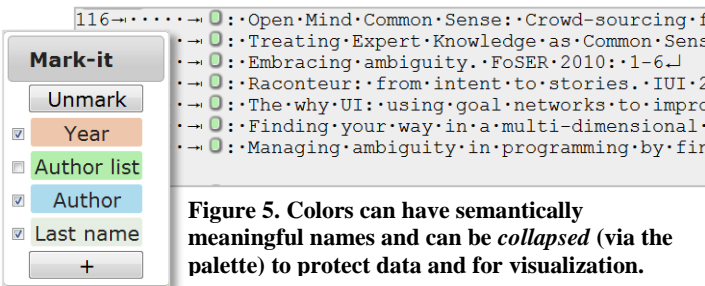 116→·····→ 0:·Open·Mind·Common·Sense:·Crowd-sourcing·f
·→ 0:·Treating·Expert·Knowledge·as·Common·Sens
·→ 0:·Embracing·ambiguity.·FoSER·2010:·1-6.↵
·→ 0:·Raconteur:·from·intent·to·stories.·IUI·2
·→ 0:·The·why·UI:·using·goal·networks·to·impro
·→ 0:·Finding·your·way·in·a·multi-dimensional·
·→ 0:·Managing·ambiguity·in·programming·by·fin
Mark-it
Unmark
Year
Author list
Author
Last name
+
Figure 5. Colors can have semantically
meaningful names and can be collapsed (via the
palette) to protect data and for visualization.